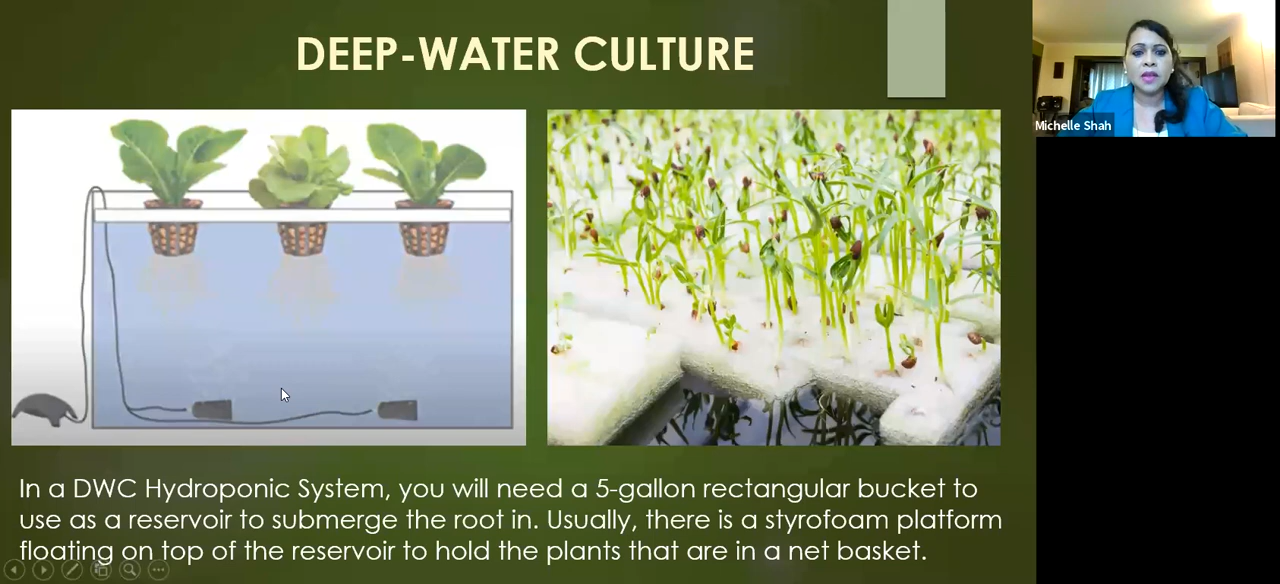 DEEP-WATER CULTURE
Michelle Shah
In a DWC Hydroponic System, you will need a 5-gallon rectangular bucket to
use as a reservoir to submerge the root in. Usually, there is a styrofoam platform
floating on top of the reservoir to hold the plants that are in a net basket.